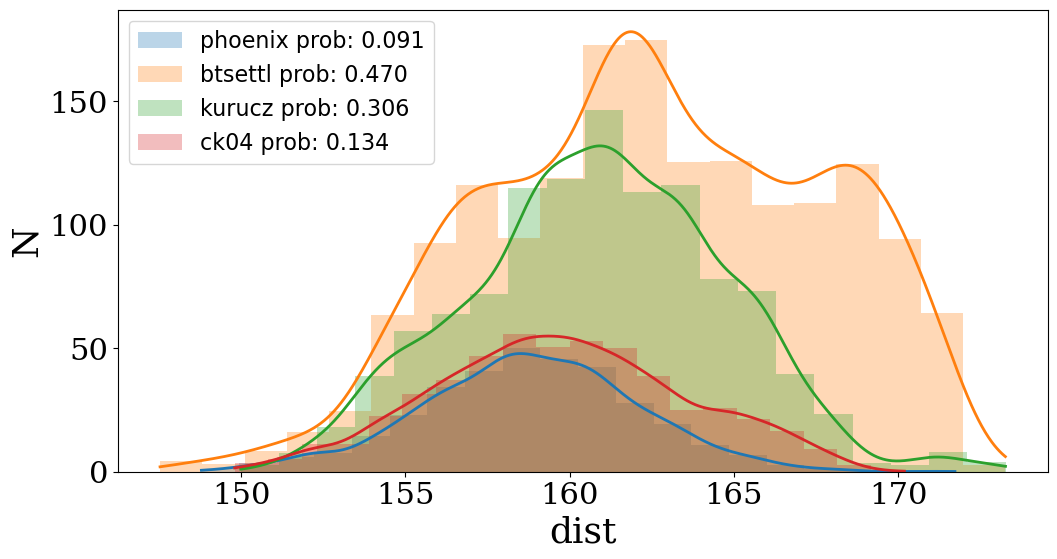 phoenix prob: 0.091
btsettl prob: 0.470
kurucz prob: 0.306
ck04 prob: 0.134
150
100
50
0
N
150 155 160 165 170
dist